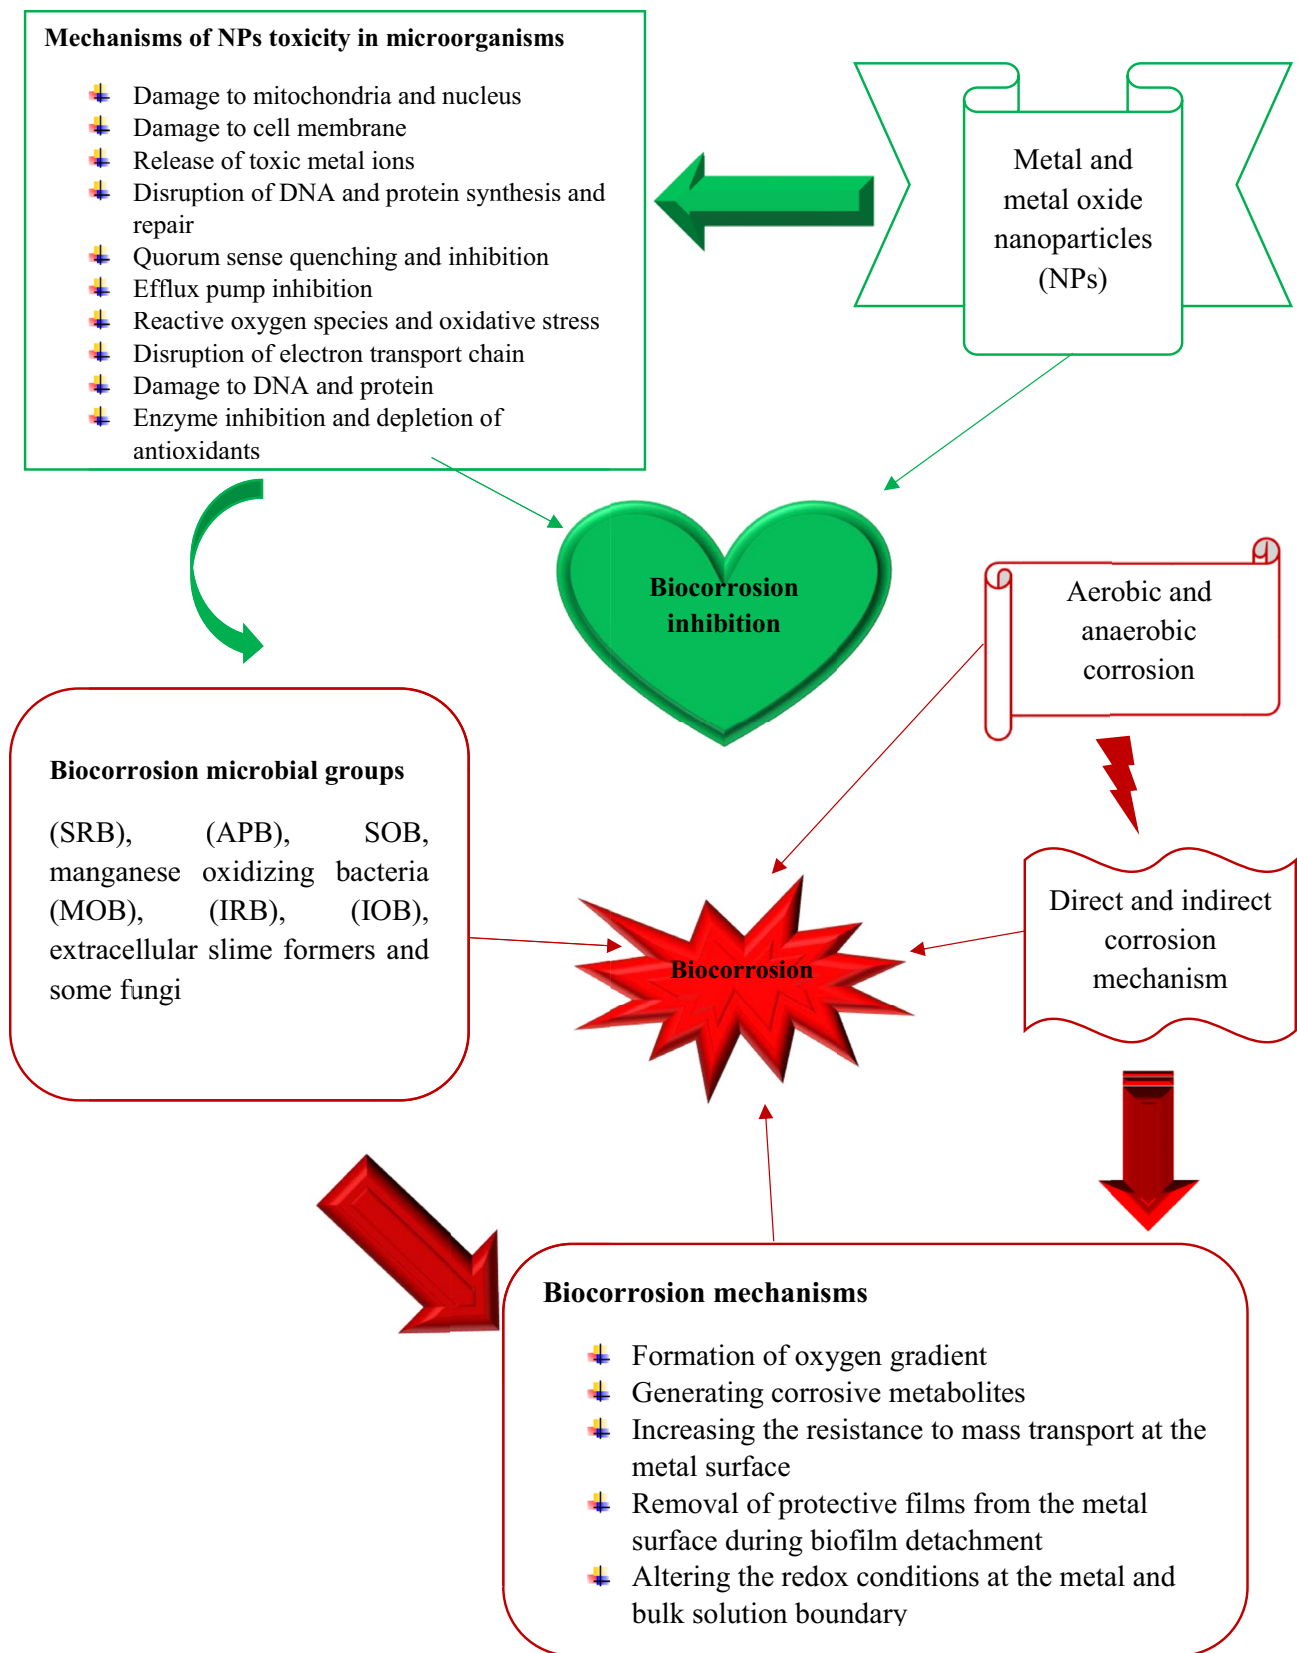 Mechanisms of NPs toxicity in microorganisms
Damage to mitochondria and nucleus
Damage to cell membrane
Release of toxic metal ions
Disruption of DNA and protein synthesis and
repair
Quorum sense quenching and inhibition
Efflux pump inhibition
Reactive oxygen species and oxidative stress
Disruption of electron transport chain
Damage to DNA and protein
Enzyme inhibition and depletion of
antioxidants
Metal and
metal oxide
nanoparticles
(NPs)
Biocorrosion
inhibition
Aerobic and
anaerobic
corrosion
Biocorrosion microbial groups
(SRB), (APB), SOB,
manganese oxidizing bacteria
(MOB), (IRB), (IOB),
extracellular slime formers and
some fungi
Biocorrosion
Direct and indirect
corrosion
mechanism
Biocorrosion mechanisms
Formation of oxygen gradient
Generating corrosive metabolites
Increasing the resistance to mass transport at the
metal surface
Removal of protective films from the metal
surface during biofilm detachment
Altering the redox conditions at the metal and
bulk solution boundary